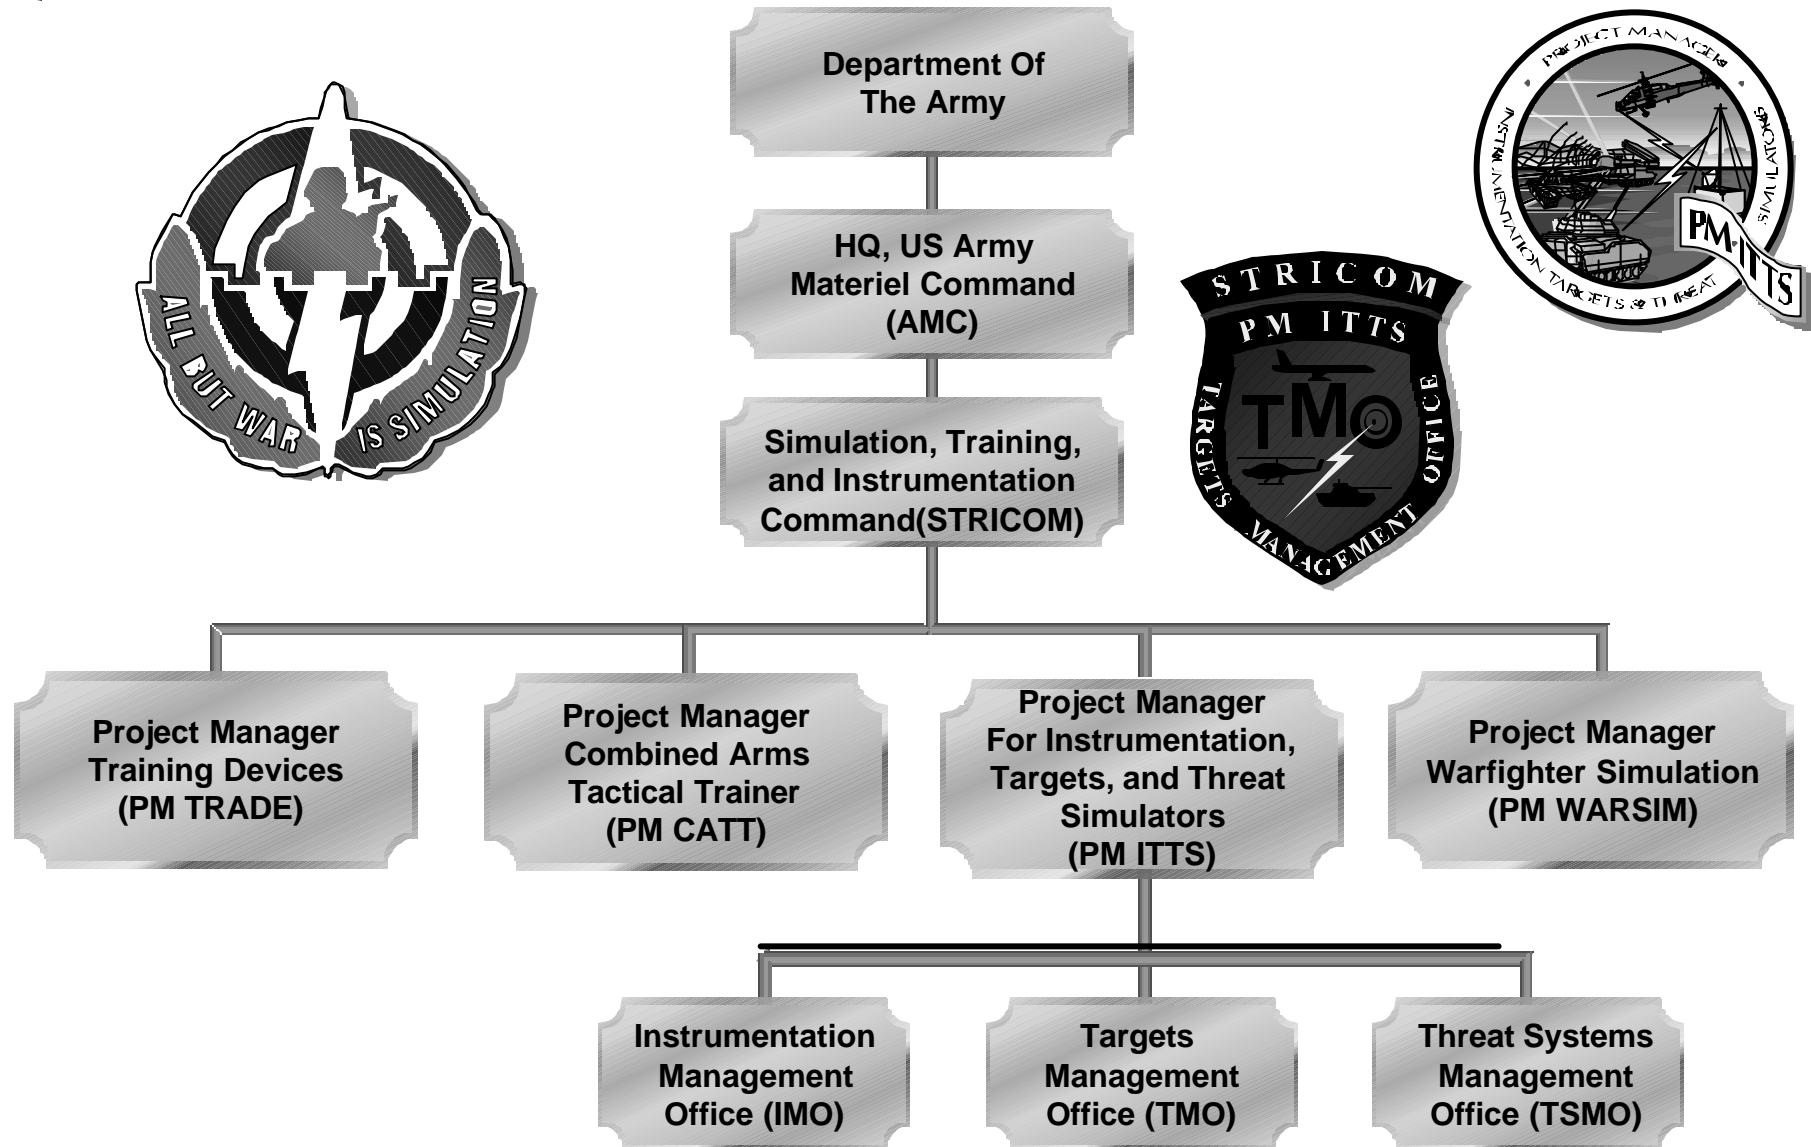 Department Of
The Army
HQ, US Army
Materiel Command
(AMC)
Simulation, Training,
and Instrumentation
Command(STRICOM)
ALL BUT WAR IS SIMULATION
STRICOM
PM ITTS
TMO
TARGETS MANAGEMENT OFFICE
PROJECT MANAGER
INSTRUMENTATION TARGETS & THREAT SIMULATORS
PM-ITTS
Project Manager
Training Devices
(PM TRADE)
Project Manager
Combined Arms
Tactical Trainer
(PM CATT)
Project Manager
For Instrumentation,
Targets, and Threat
Simulators
(PM ITTS)
Project Manager
Warfighter Simulation
(PM WARSIM)
Instrumentation
Management
Office (IMO)
Targets
Management
Office (TMO)
Threat Systems
Management
Office (TSMO)